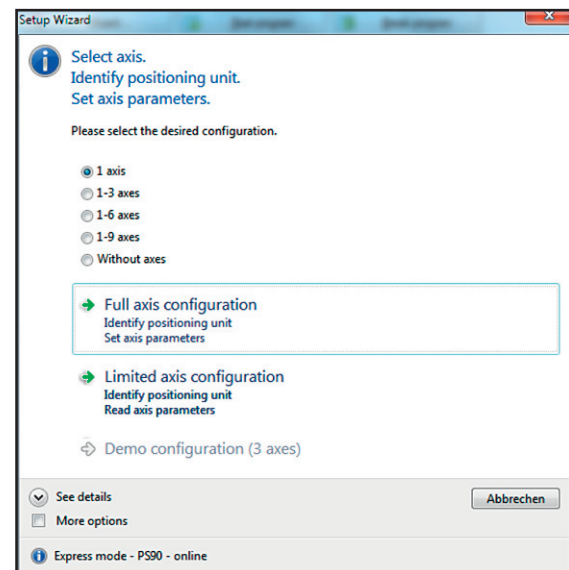 Setup Wizard
Select axis.
Identify positioning unit.
Set axis parameters.
Please select the desired configuration.
1 axis
1-3 axes
1-6 axes
1-9 axes
Without axes
Full axis configuration
Identify positioning unit
Set axis parameters
Limited axis configuration
Identify positioning unit
Read axis parameters
Demo configuration (3 axes)
See details
Abbrechen
More options
Express mode - PS90 - online